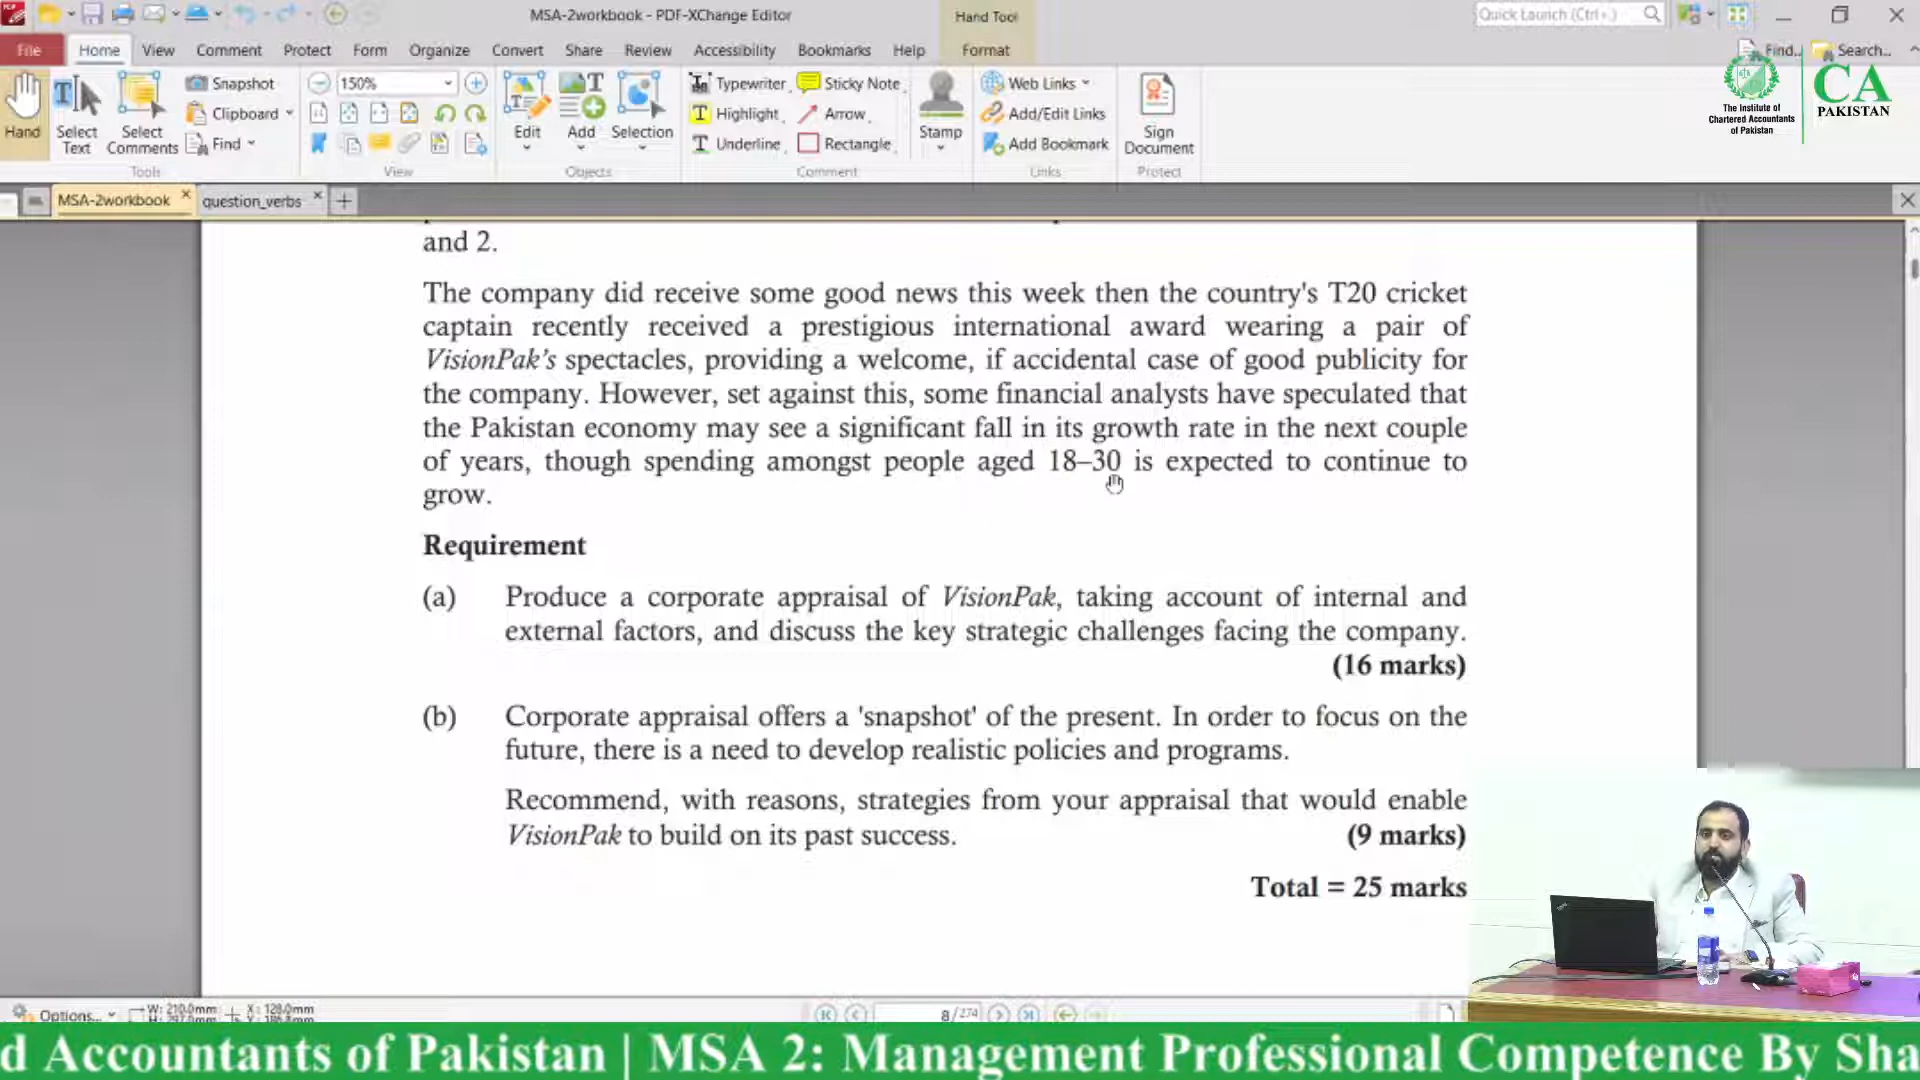 MSA-2workbook - PDF-XChange Editor
Hand Tool
Quick Launch (Ctrl+.)
File Home View Comment Protect Form Organize Convert Share Review Accessibility Bookmarks Help Format
Find... Search...
Hand
Select Text
Select Comments
Snapshot
Clipboard
Find
Tools
150%
View
Edit
Add
Selection
Objects
Typewriter
Highlight
Underline
Sticky Note
Arrow
Rectangle
Comment
Stamp
Web Links
Add/Edit Links
Add Bookmark
Links
Sign Document
Protect
The Institute of
Chartered Accountants
of Pakistan
CA
PAKISTAN
MSA-2workbook
question_verbs
and 2.
The company did receive some good news this week then the country's T20 cricket
captain recently received a prestigious international award wearing a pair of
VisionPak's spectacles, providing a welcome, if accidental case of good publicity for
the company. However, set against this, some financial analysts have speculated that
the Pakistan economy may see a significant fall in its growth rate in the next couple
of years, though spending amongst people aged 18–30 is expected to continue to
grow.
Requirement
(a) Produce a corporate appraisal of VisionPak, taking account of internal and
external factors, and discuss the key strategic challenges facing the company.
(16 marks)
(b) Corporate appraisal offers a 'snapshot' of the present. In order to focus on the
future, there is a need to develop realistic policies and programs.
Recommend, with reasons, strategies from your appraisal that would enable
VisionPak to build on its past success. (9 marks)
Total = 25 marks
Options...
W: 210.0mm
X: 128.0mm
8/274
d Accountants of Pakistan | MSA 2: Management Professional Competence By Sha